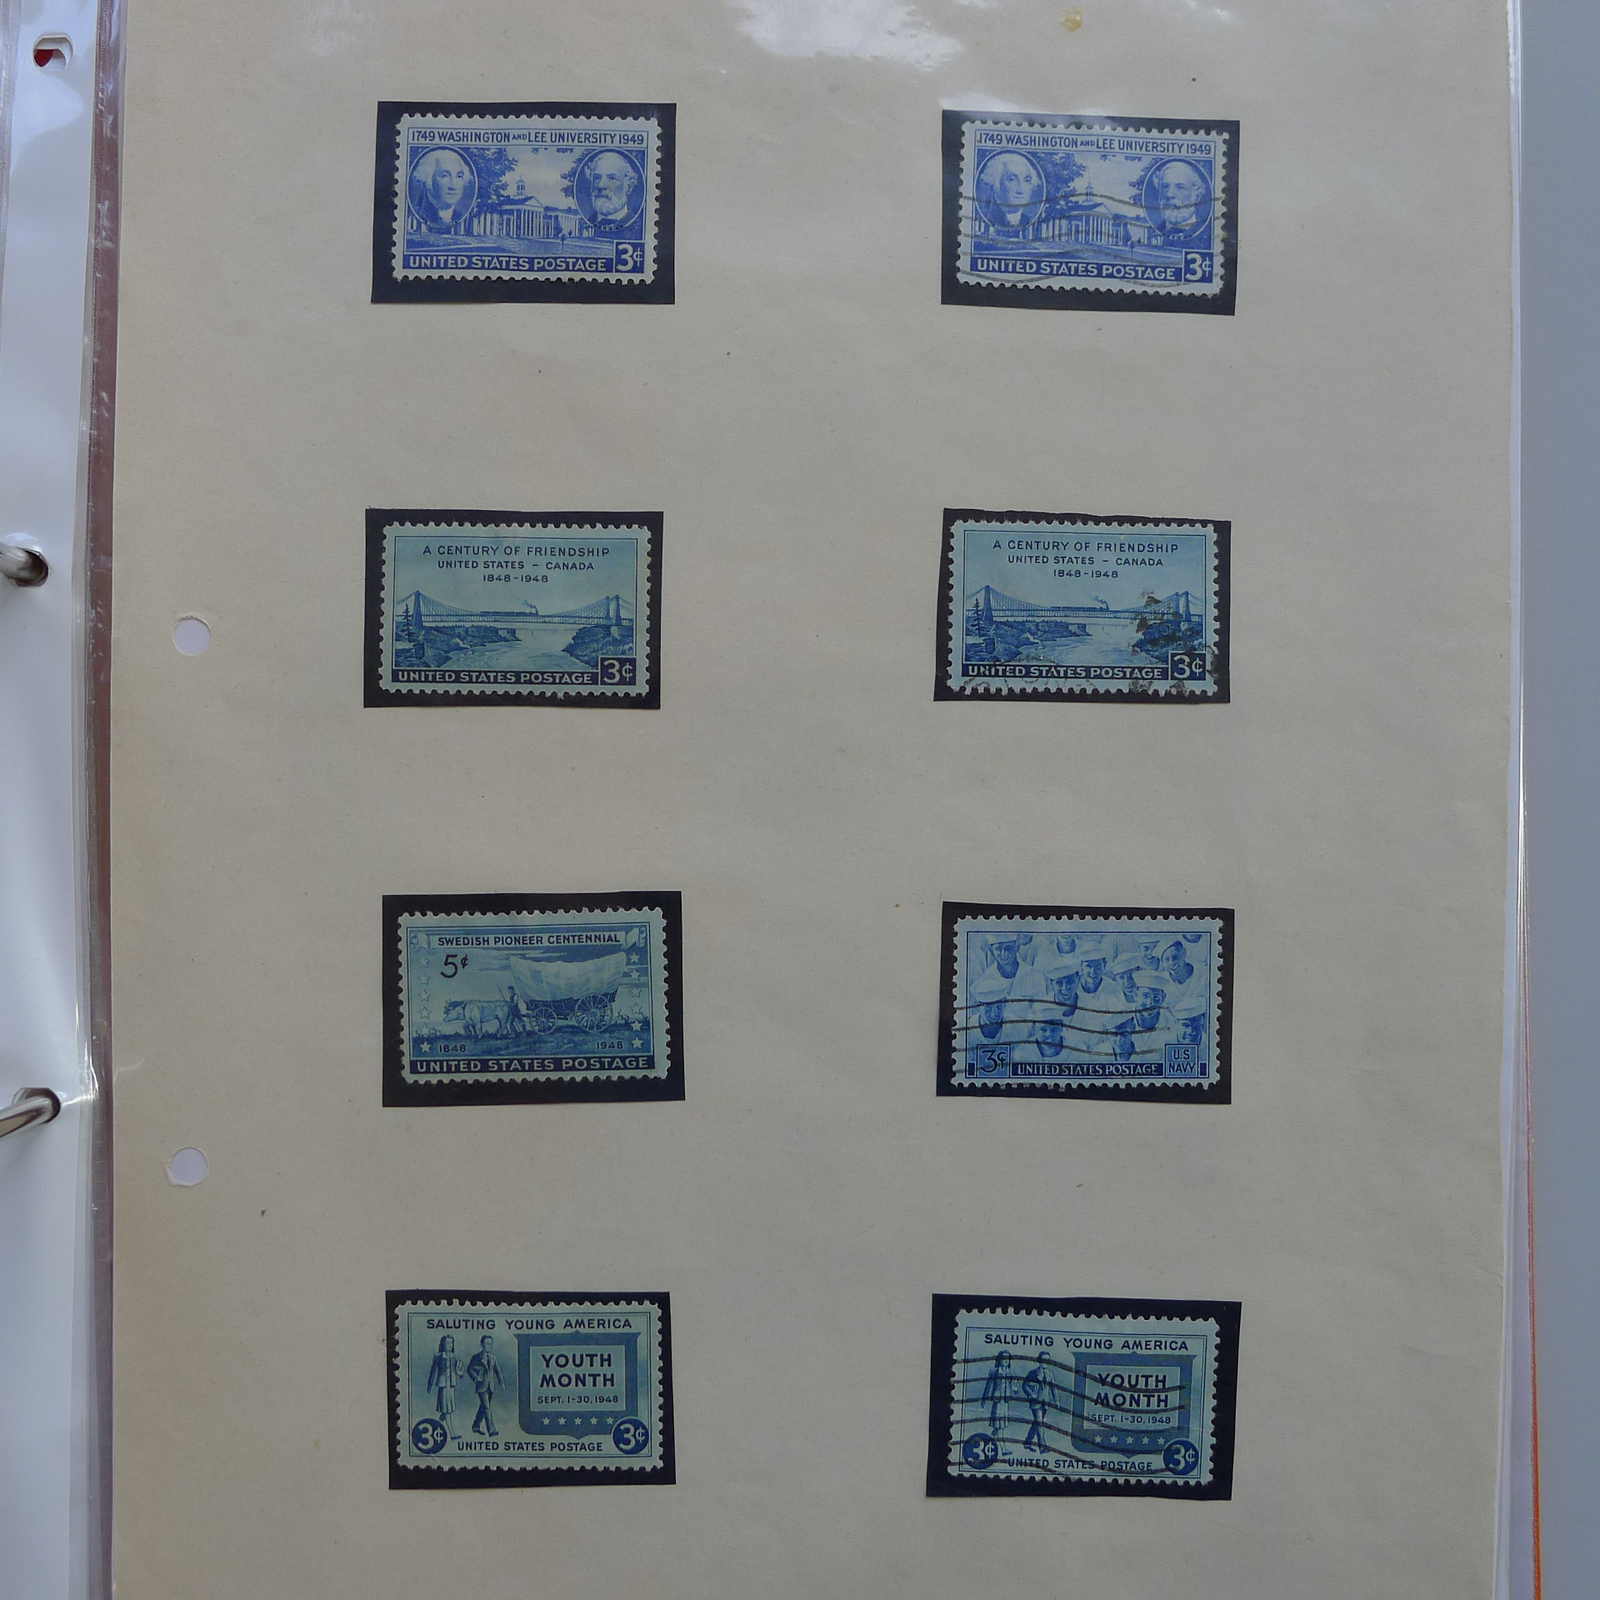 1749 WASHINGTON AND LEE UNIVERSITY 1949
3¢
UNITED STATES POSTAGE
1749 WASHINGTON AND LEE UNIVERSITY 1949
3¢
UNITED STATES POSTAGE
A CENTURY OF FRIENDSHIP
UNITED STATES - CANADA
1848-1948
3¢
UNITED STATES POSTAGE
A CENTURY OF FRIENDSHIP
UNITED STATES - CANADA
1848-1948
3¢
UNITED STATES POSTAGE
SWEDISH PIONEER CENTENNIAL
5¢
1848 1948
UNITED STATES POSTAGE
3¢ UNITED STATES POSTAGE
U.S.
NAVY
SALUTING YOUNG AMERICA
YOUTH
MONTH
SEPT. 1-30, 1948
3¢ 3¢
UNITED STATES POSTAGE
SALUTING YOUNG AMERICA
YOUTH
MONTH
SEPT. 1-30, 1948
3¢ 3¢
UNITED STATES POSTAGE